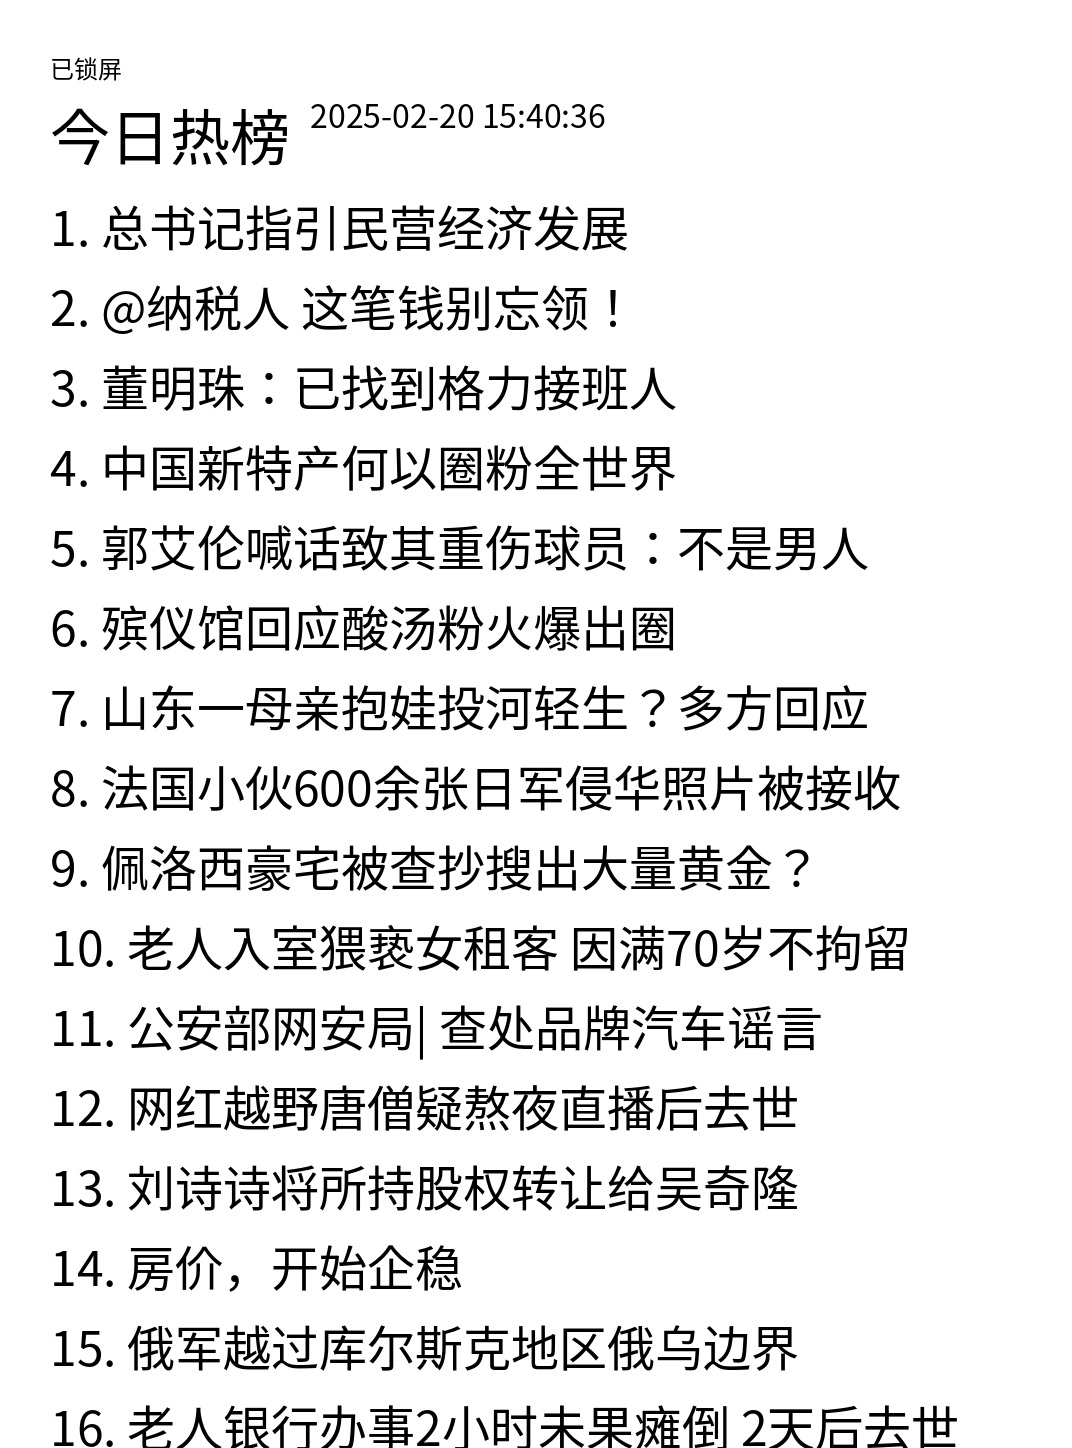 已锁屏
今日热榜 2025-02-20 15:40:36
1. 总书记指引民营经济发展
2. @纳税人 这笔钱别忘领！
3. 董明珠：已找到格力接班人
4. 中国新特产何以圈粉全世界
5. 郭艾伦喊话致其重伤球员：不是男人
6. 殡仪馆回应酸汤粉火爆出圈
7. 山东一母亲抱娃投河轻生？多方回应
8. 法国小伙600余张日军侵华照片被接收
9. 佩洛西豪宅被查抄搜出大量黄金？
10. 老人入室猥亵女租客 因满70岁不拘留
11. 公安部网安局| 查处品牌汽车谣言
12. 网红越野唐僧疑熬夜直播后去世
13. 刘诗诗将所持股权转让给吴奇隆
14. 房价，开始企稳
15. 俄军越过库尔斯克地区俄乌边界
16. 老人银行办事2小时未果瘫倒 2天后去世